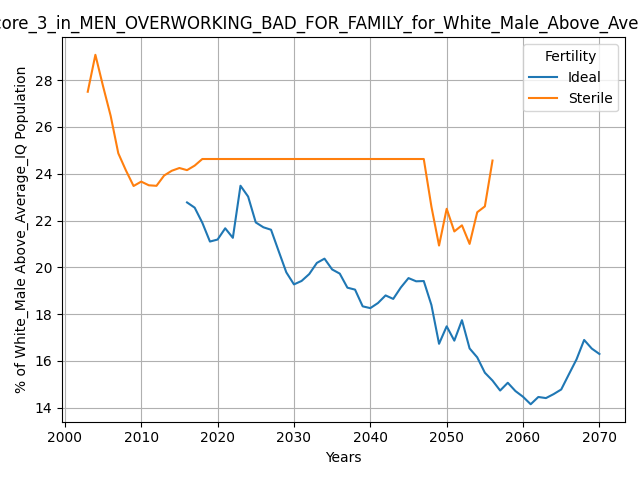 core_3_in_MEN_OVERWORKING_BAD_FOR_FAMILY_for_White_Male_Above_Ave
Fertility
Ideal
Sterile
% of White_Male Above_Average_IQ Population
28
26
24
22
20
18
16
14
2000 2010 2020 2030 2040 2050 2060 2070
Years